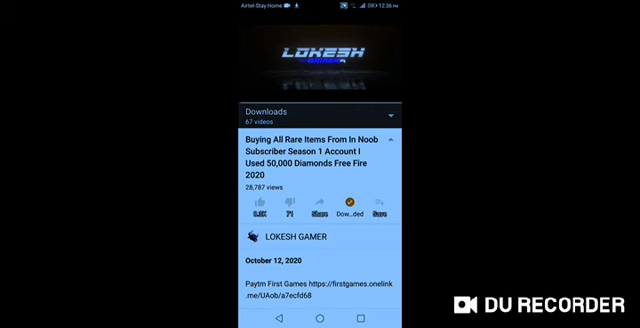 Airtel-Stay Home
12:36 PM
LOKESH
GAMER
Downloads
67 videos
Buying All Rare Items From In Noob
Subscriber Season 1 Account I
Used 50,000 Diamonds Free Fire
2020
28,787 views
71
Share
Dow...ded
Save
LOKESH GAMER
October 12, 2020
Paytm First Games https://firstgames.onelink
.me/UAob/a7ecfd68
DU RECORDER